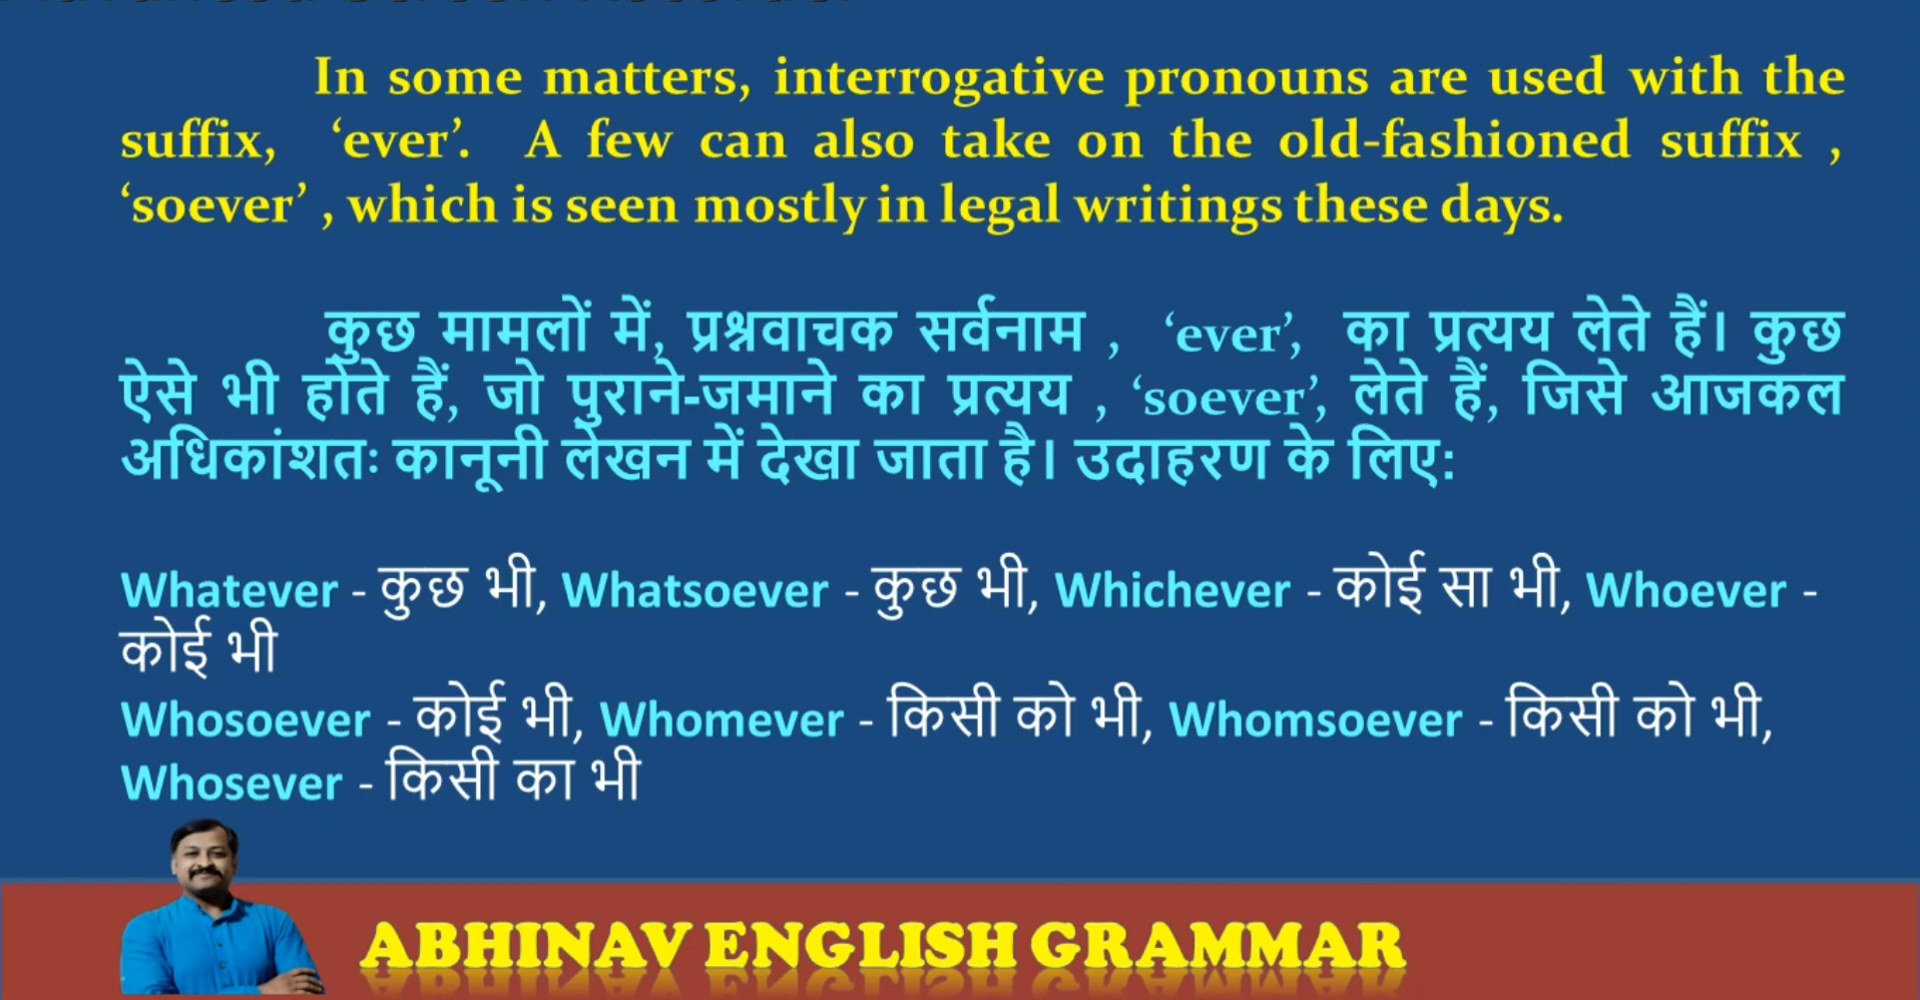 In some matters, interrogative pronouns are used with the
suffix, ‘ever’. A few can also take on the old-fashioned suffix ,
‘soever’ , which is seen mostly in legal writings these days.
कुछ मामलों में, प्रश्नवाचक सर्वनाम , ‘ever’, का प्रत्यय लेते हैं। कुछ
ऐसे भी होते हैं, जो पुराने-जमाने का प्रत्यय , ‘soever’, लेते हैं, जिसे आजकल
अधिकांशतः कानूनी लेखन में देखा जाता है। उदाहरण के लिए:
Whatever - कुछ भी, Whatsoever - कुछ भी, Whichever - कोई सा भी, Whoever -
कोई भी
Whosoever - कोई भी, Whomever - किसी को भी, Whomsoever - किसी को भी,
Whosever - किसी का भी
ABHINAV ENGLISH GRAMMAR